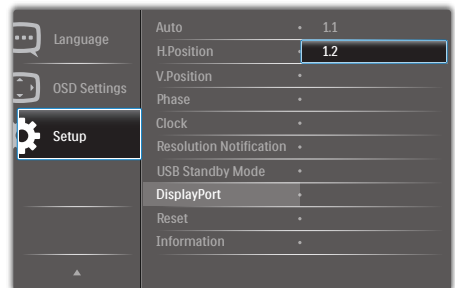 Language
OSD Settings
Setup
Auto
H.Position
V.Position
Phase
Clock
Resolution Notification
USB Standby Mode
DisplayPort
Reset
Information
1.1
1.2